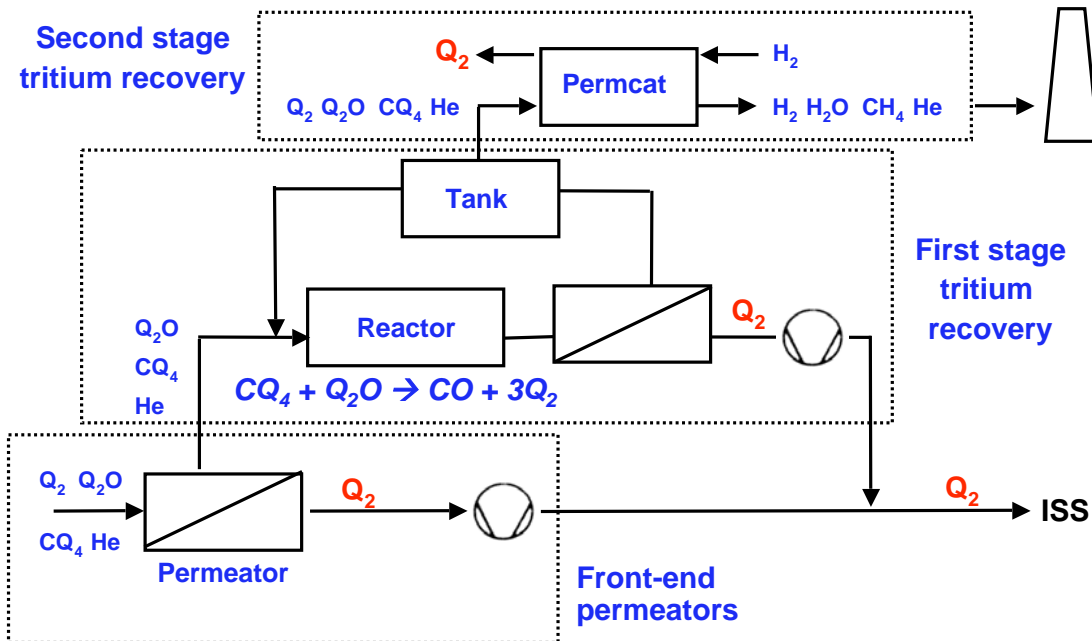 Second stage
tritium recovery
Q₂
H₂
Permcat
Q₂ Q₂O CQ₄ He
H₂ H₂O CH₄ He
Tank
First stage
tritium
recovery
Q₂O
CQ₄
He
Reactor
Q₂
CQ₄ + Q₂O → CO + 3Q₂
Q₂ Q₂O
CQ₄ He
Permeator
Q₂
Q₂
ISS
Front-end
permeators